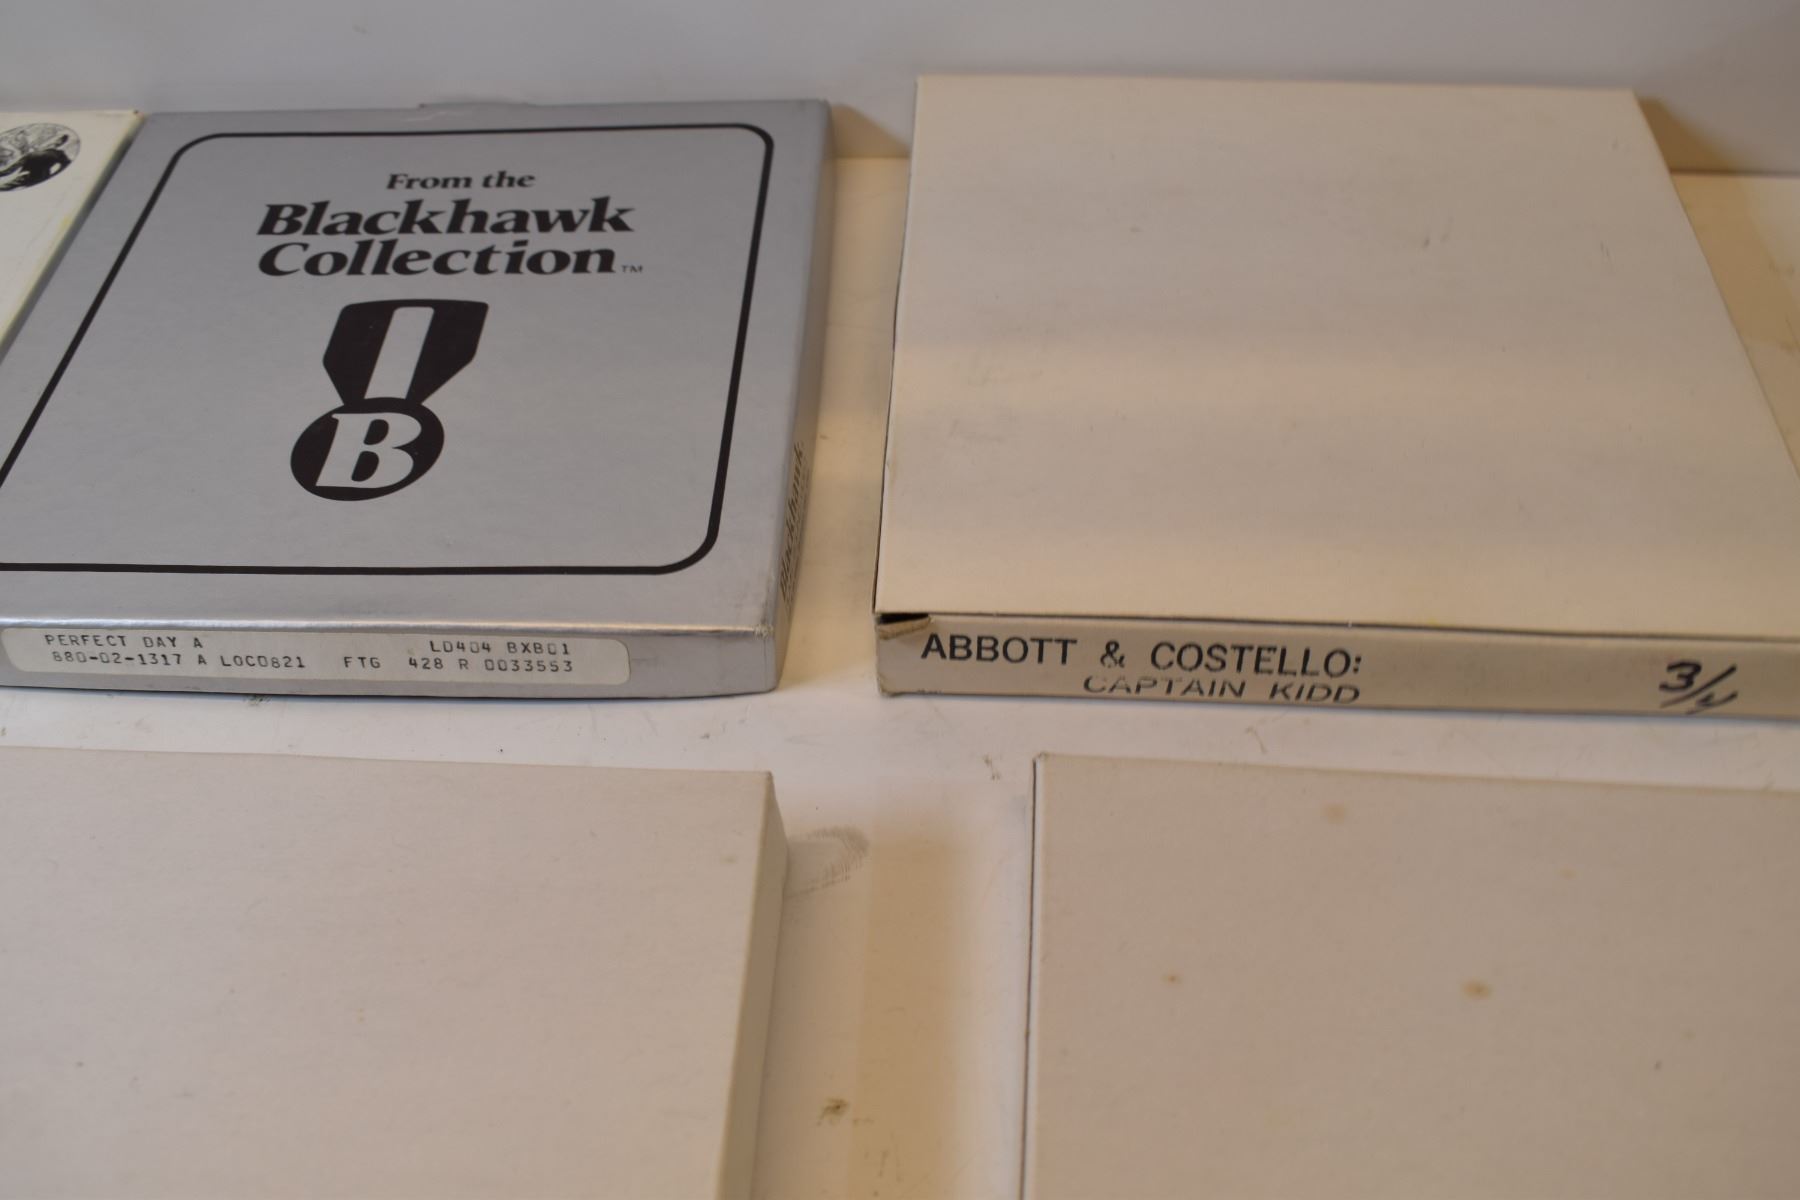 From the
Blackhawk
Collection™
B
Blackhawk
PERFECT DAY A LD404 BXB01
880-02-1317 A LOC0821 FTG 428 R 0033553
ABBOTT & COSTELLO:
CAPTAIN KIDD
3/4